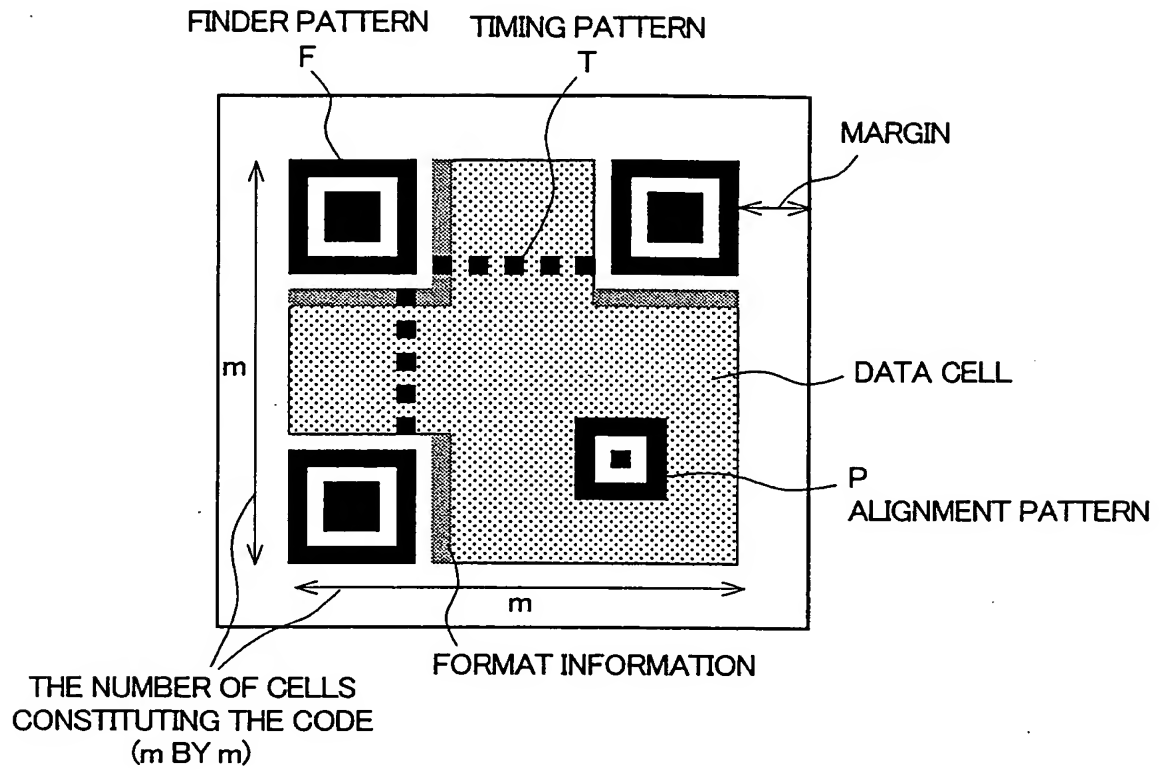 FINDER PATTERN
F
TIMING PATTERN
T
MARGIN
m
DATA CELL
P
ALIGNMENT PATTERN
m
FORMAT INFORMATION
THE NUMBER OF CELLS
CONSTITUTING THE CODE
(m BY m)